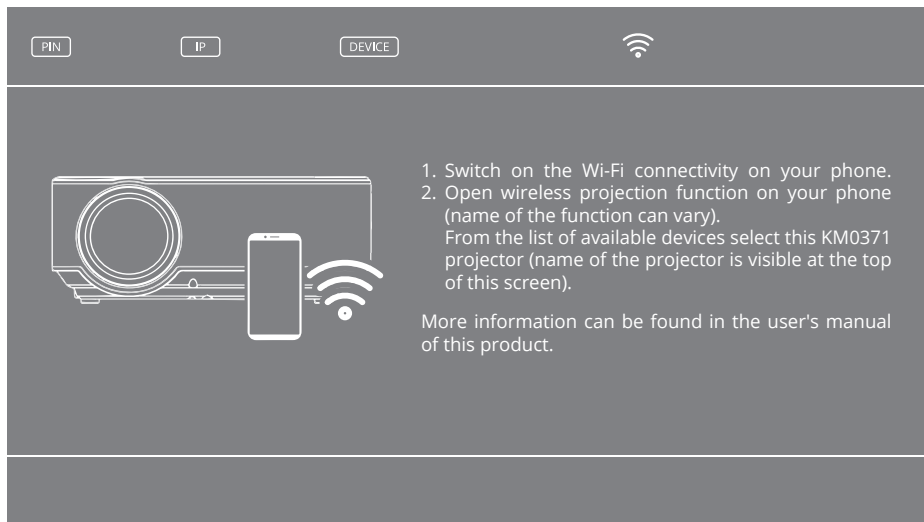 PIN IP DEVICE
1. Switch on the Wi-Fi connectivity on your phone.
2. Open wireless projection function on your phone
(name of the function can vary).
From the list of available devices select this KM0371
projector (name of the projector is visible at the top
of this screen).
More information can be found in the user's manual
of this product.